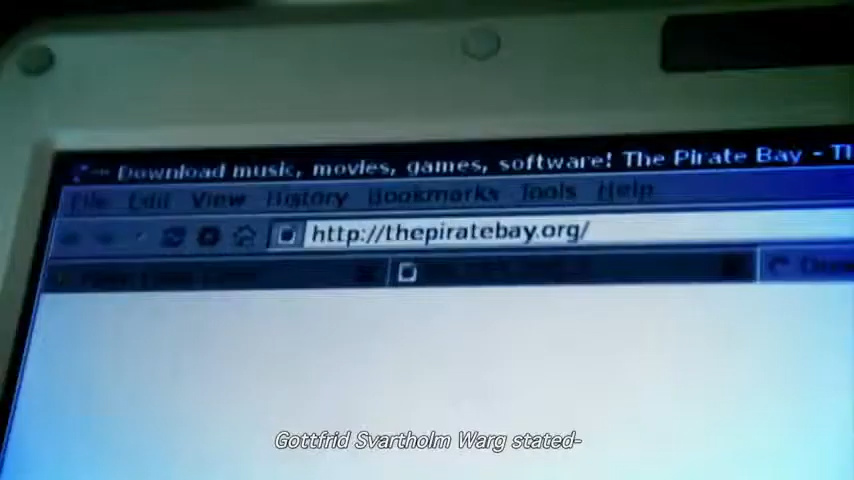 Download music, movies, games, software! The Pirate Bay - Th
File Edit View History Bookmarks Tools Help
http://thepiratebay.org/
Gottfrid Svartholm Warg stated-